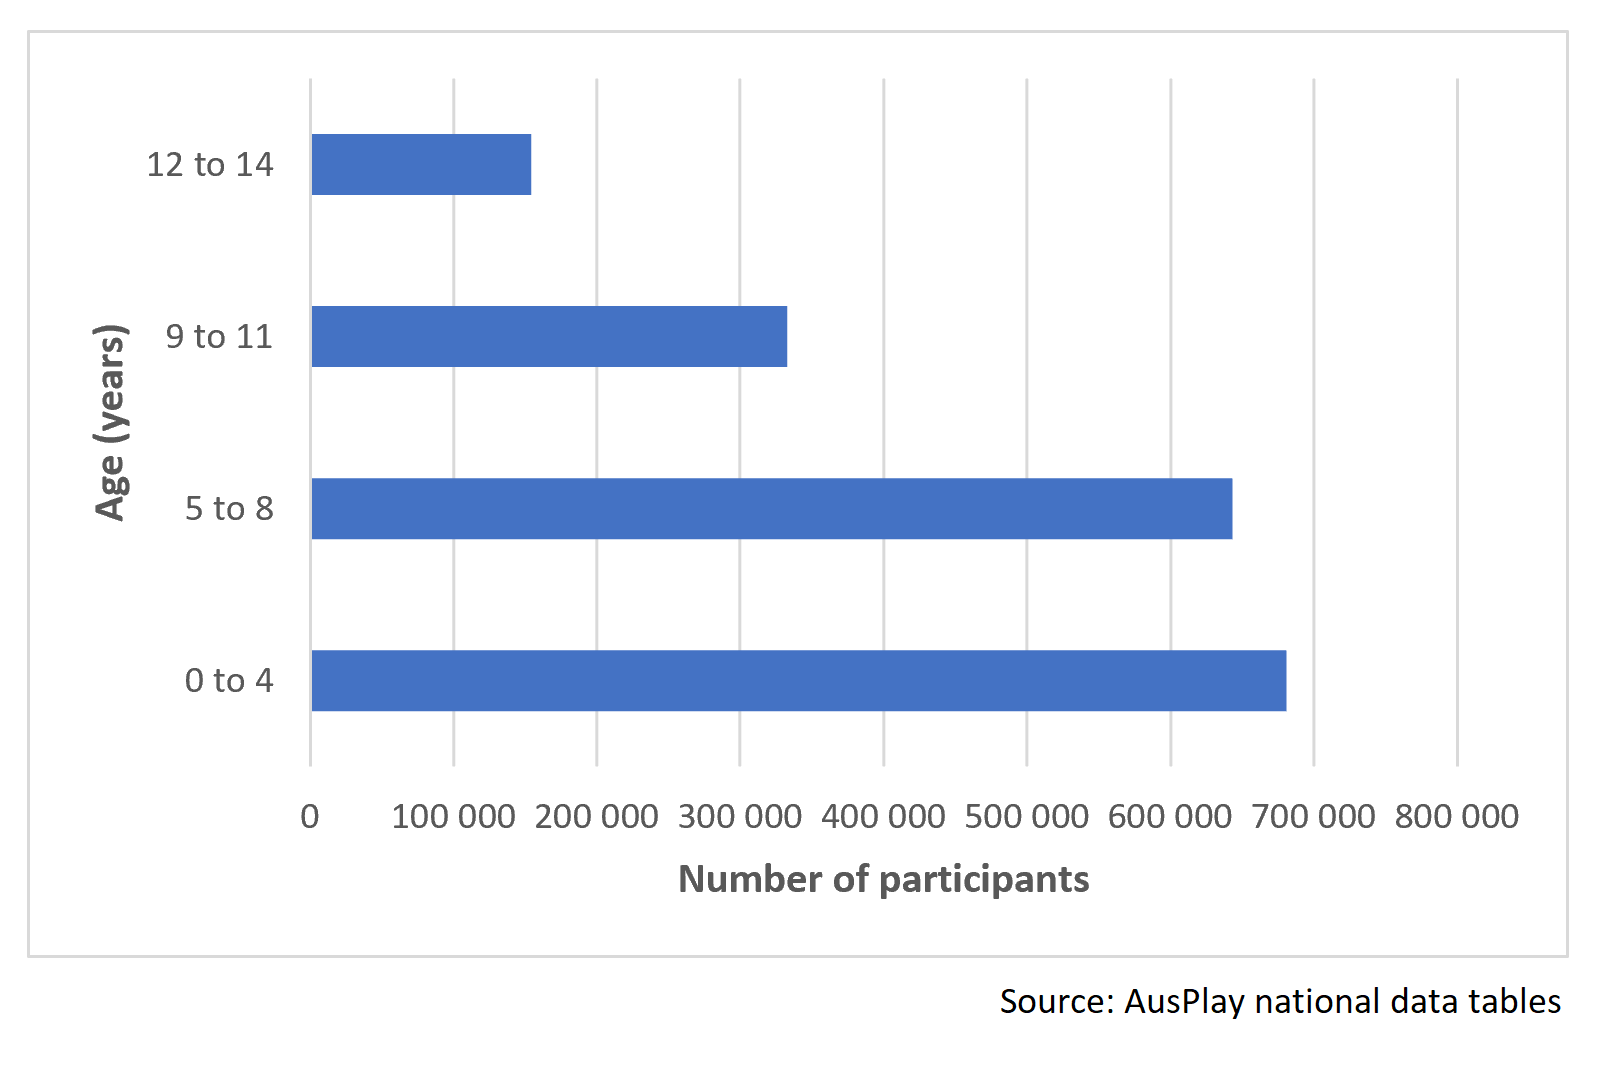 12 to 14
9 to 11
5 to 8
0 to 4
Age (years)
0 100 000 200 000 300 000 400 000 500 000 600 000 700 000 800 000
Number of participants
Source: AusPlay national data tables